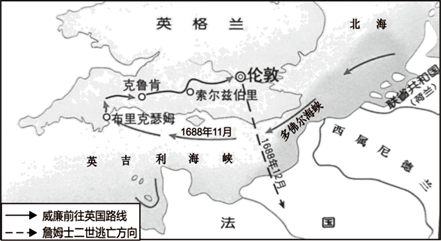 英 格 兰
北 海
联省共和国
(荷兰)
伦敦
克鲁肯
索尔兹伯里
布里克瑟姆
多佛尔海峡
1688年11月
1688年12月
西属尼德兰
英 吉 利 海 峡
法 国
威廉前往英国路线
詹姆士二世逃亡方向